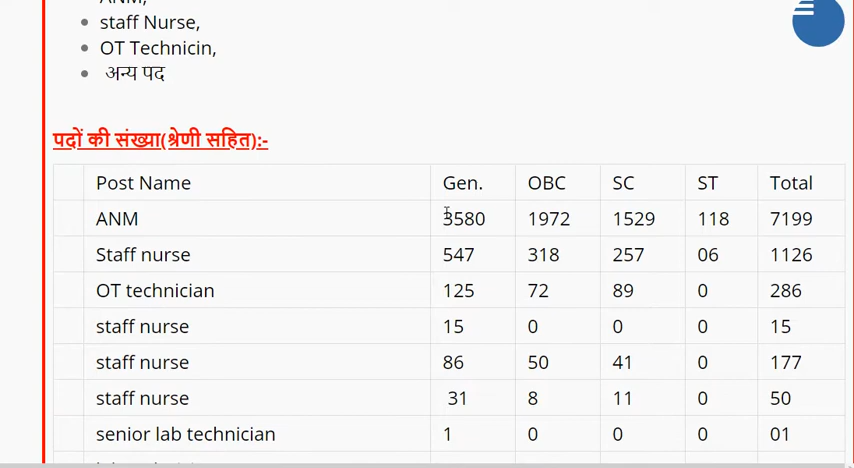 staff Nurse,
OT Technicin,
अन्य पद
पदों की संख्या(श्रेणी सहित):-
Post Name Gen. OBC SC ST Total
ANM 3580 1972 1529 118 7199
Staff nurse 547 318 257 06 1126
OT technician 125 72 89 0 286
staff nurse 15 0 0 0 15
staff nurse 86 50 41 0 177
staff nurse 31 8 11 0 50
senior lab technician 1 0 0 0 01